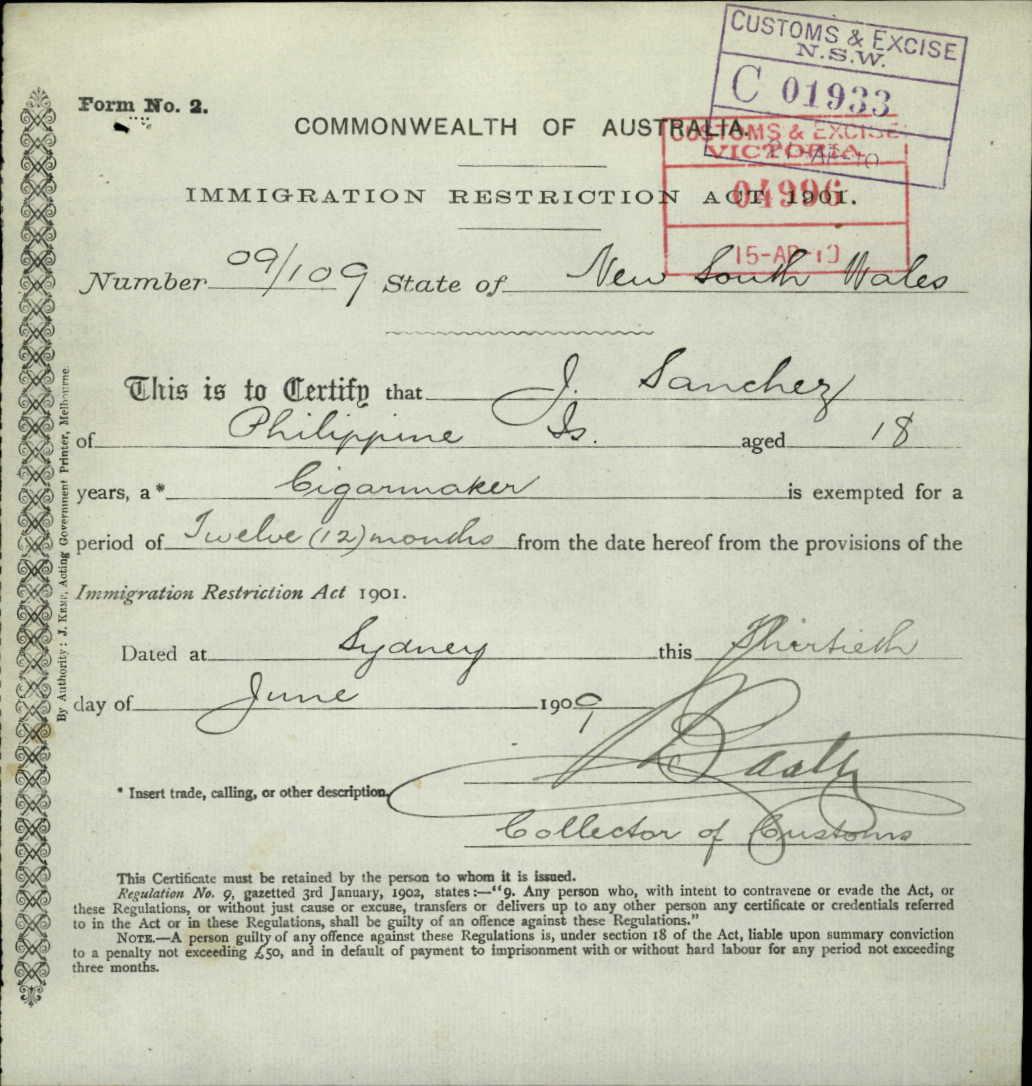 CUSTOMS & EXCISE
N.S.W.
C 01933
Form No. 2.
COMMONWEALTH OF AUSTRALIA.
CUSTOMS & EXCISE
VICTORIA
04996
15-AP-10
IMMIGRATION RESTRICTION ACT 1901.
Number 09/109 State of New South Wales
This is to Certify that J. Sanchez
of Philippine Is. aged 18
years, a* Cigarmaker is exempted for a
period of Twelve (12) months from the date hereof from the provisions of the
Immigration Restriction Act 1901.
Dated at Sydney this Thirtieth
day of June 1909
* Insert trade, calling, or other description.
Collector of Customs
This Certificate must be retained by the person to whom it is issued.
Regulation No. 9, gazetted 3rd January, 1902, states:—"9. Any person who, with intent to contravene or evade the Act, or
these Regulations, or without just cause or excuse, transfers or delivers up to any other person any certificate or credentials referred
to in the Act or in these Regulations, shall be guilty of an offence against these Regulations."
NOTE.—A person guilty of any offence against these Regulations is, under section 18 of the Act, liable upon summary conviction
to a penalty not exceeding £50, and in default of payment to imprisonment with or without hard labour for any period not exceeding
three months.
By Authority: J. KEMP, Acting Government Printer, Melbourne.